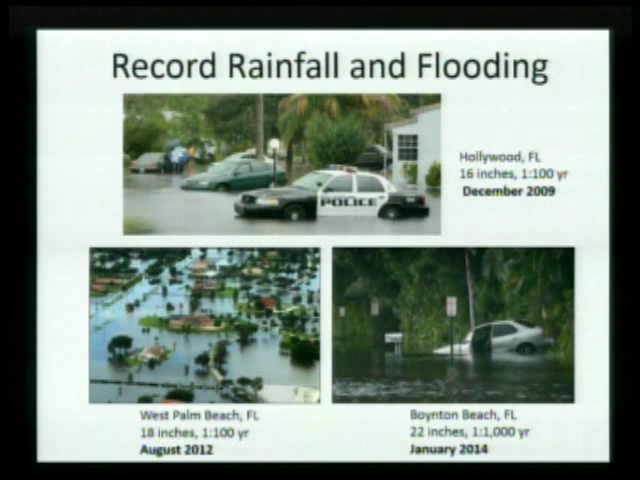 Record Rainfall and Flooding
POLICE
Hollywood, FL
16 inches, 1:100 yr
December 2009
West Palm Beach, FL
18 inches, 1:100 yr
August 2012
Boynton Beach, FL
22 inches, 1:1,000 yr
January 2014